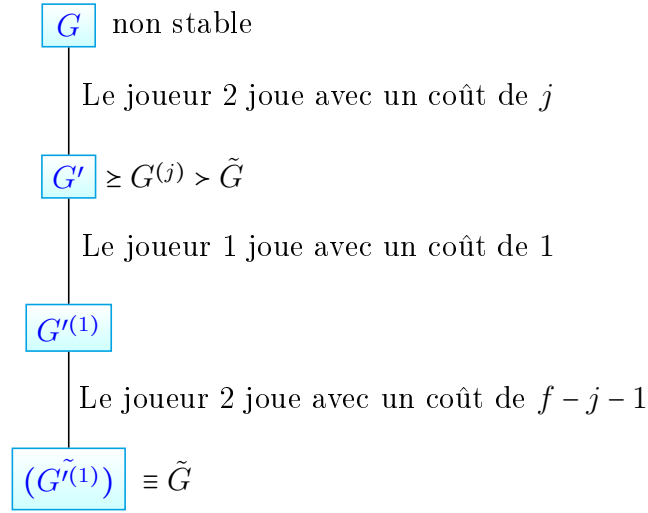 G non stable
Le joueur 2 joue avec un coût de j
G′ ⪰ G⁽ʲ⁾ ≻ G̃
Le joueur 1 joue avec un coût de 1
G′⁽¹⁾
Le joueur 2 joue avec un coût de f − j − 1
(G̃′⁽¹⁾) ≡ G̃